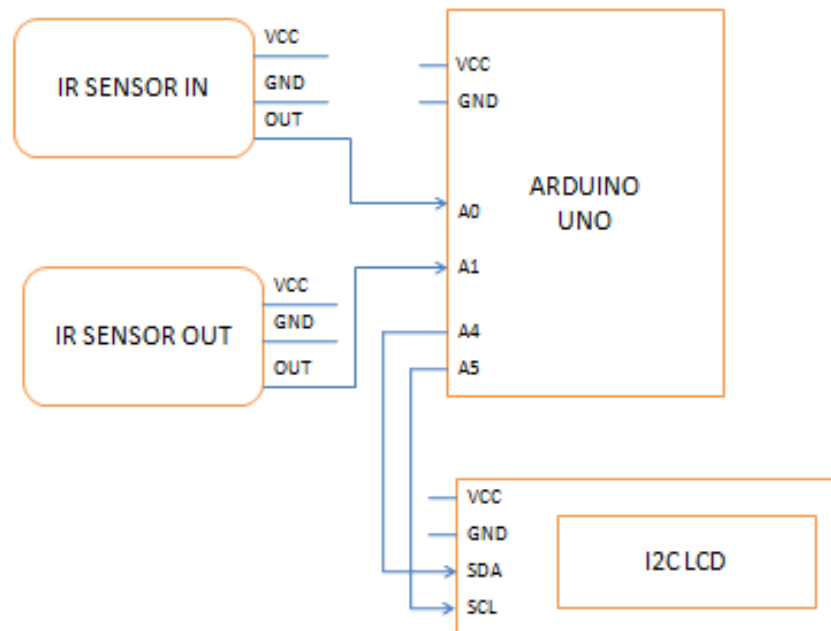 VCC
IR SENSOR IN
GND
OUT
VCC
GND
ARDUINO
UNO
A0
A1
A4
A5
VCC
IR SENSOR OUT
GND
OUT
VCC
GND
SDA
SCL
I2C LCD